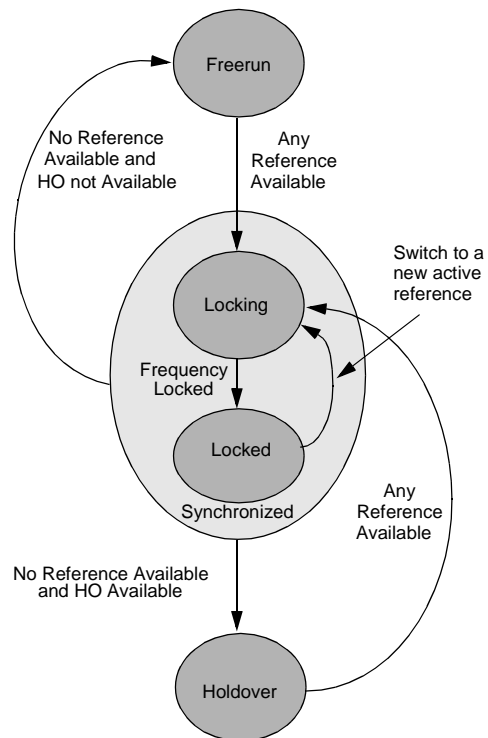 Freerun
No Reference
Available and
HO not Available
Any
Reference
Available
Switch to a
new active
reference
Locking
Frequency
Locked
Locked
Synchronized
Any
Reference
Available
No Reference Available
and HO Available
Holdover